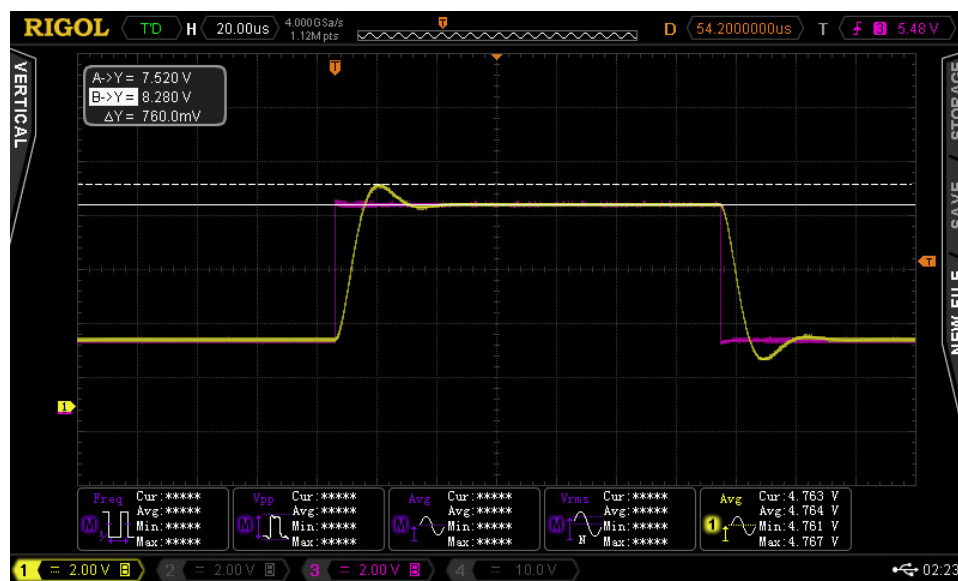 RIGOL T'D H 20.00us 4.000GSa/s D 54.2000000us T 3 5.48 V
1.12M pts
T
VERTICAL
A->Y = 7.520 V
B->Y = 8.280 V
ΔY = 760.0mV
T
STORAGE
SAVE
NEW FILE
T
1
Freq Cur:***** Vpp Cur:***** Avg Cur:***** Vrms Cur:***** Avg Cur:4.763 V
Avg:***** Avg:***** Avg:***** Avg:***** Avg:4.764 V
M Min:***** M Min:***** M Min:***** M Min:***** 1 Min:4.761 V
Max:***** Max:***** Max:***** N Max:***** Max:4.767 V
1 = 2.00 V B 2 = 2.00 V B 3 = 2.00 V B 4 = 10.0 V 02:23